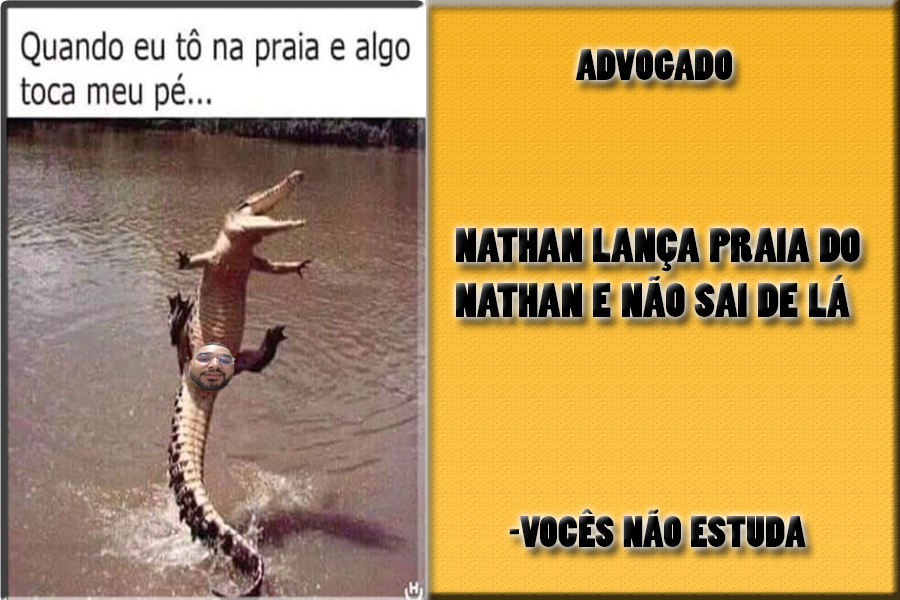 Quando eu tô na praia e algo
toca meu pé...
ADVOGADO
NATHAN LANÇA PRAIA DO
NATHAN E NÃO SAI DE LÁ
-VOCÊS NÃO ESTUDA
H